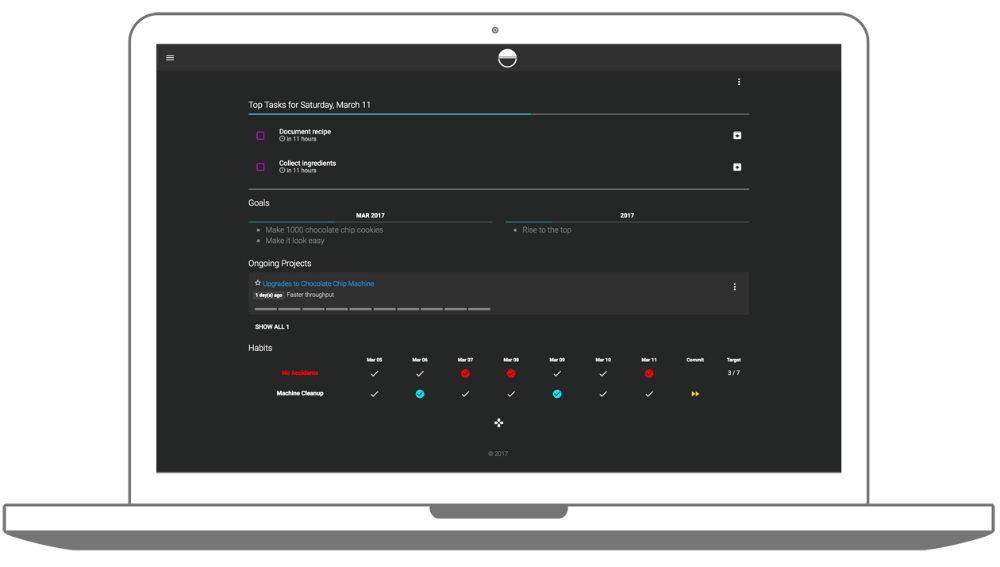 Top Tasks for Saturday, March 11
Document recipe
in 11 hours
Collect ingredients
in 11 hours
Goals
MAR 2017
2017
Make 1000 chocolate chip cookies
Make it look easy
Rise to the top
Ongoing Projects
Upgrades to Chocolate Chip Machine
1 day(s) ago Faster throughput
SHOW ALL 1
Habits
Mar 05 Mar 06 Mar 07 Mar 08 Mar 09 Mar 10 Mar 11 Commit Target
No Accidents 3 / 7
Machine Cleanup
© 2017